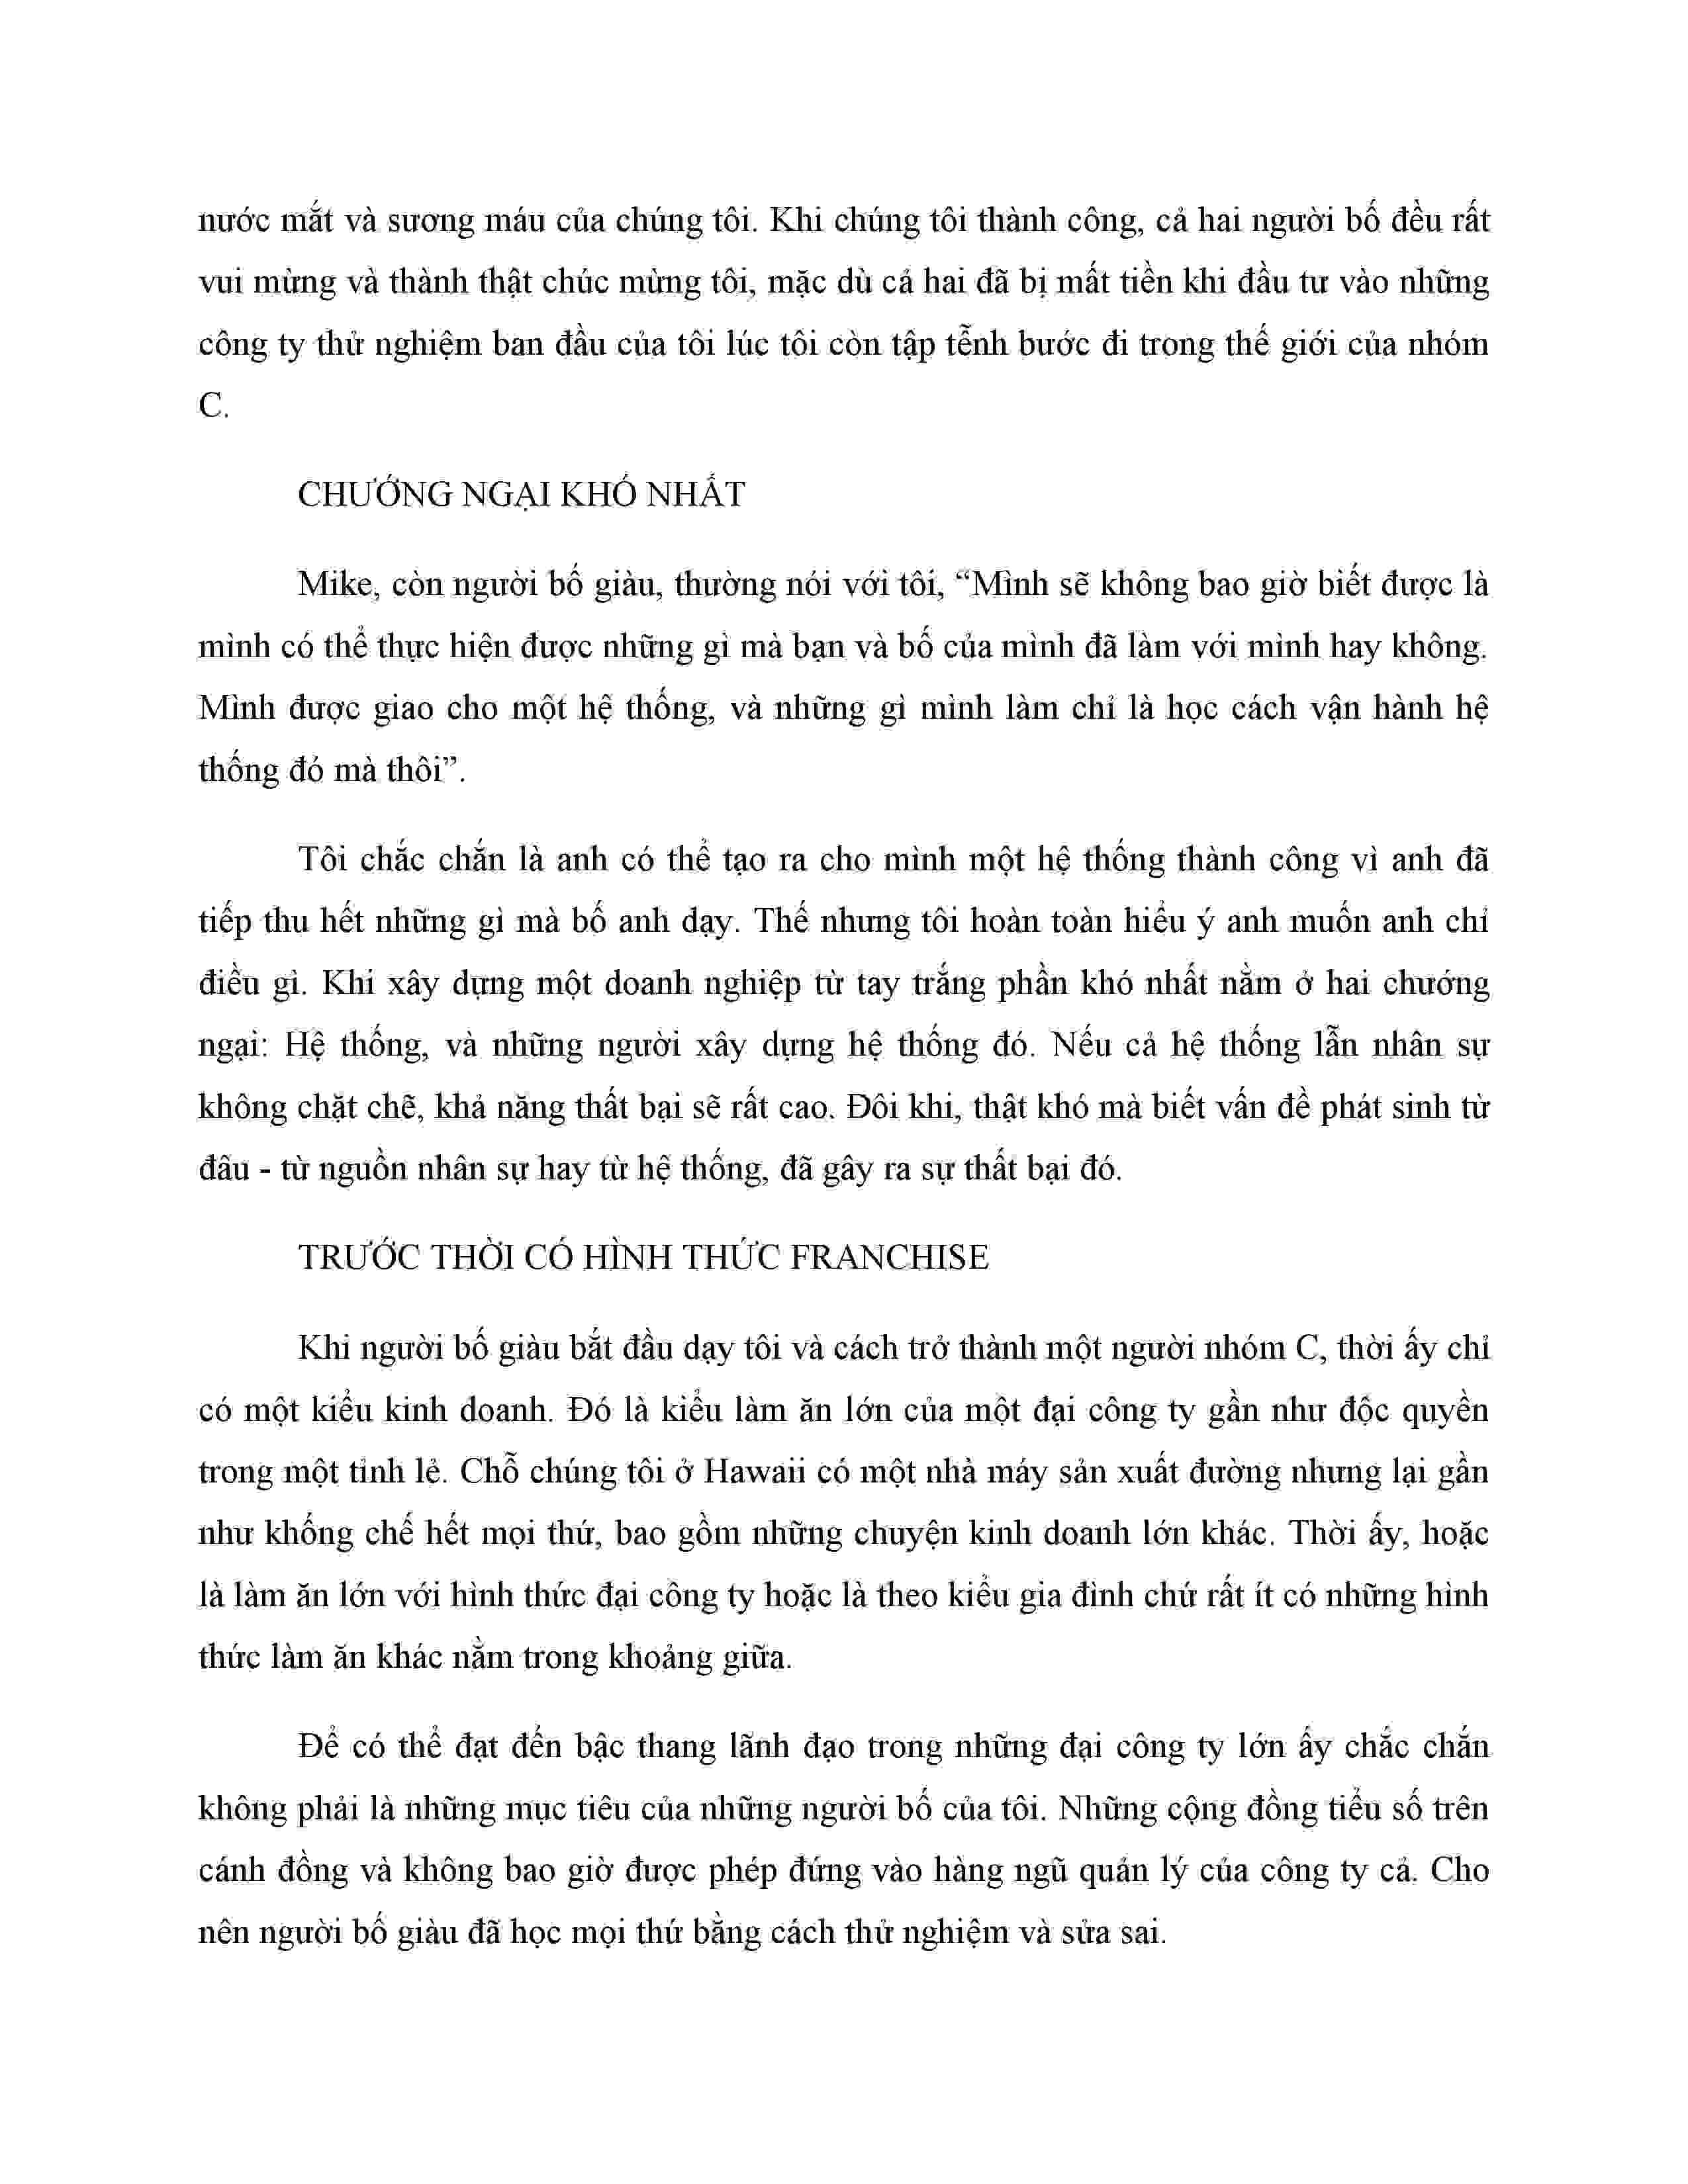 nước mắt và sương máu của chúng tôi. Khi chúng tôi thành công, cả hai người bố đều rất
vui mừng và thành thật chúc mừng tôi, mặc dù cả hai đã bị mất tiền khi đầu tư vào những
công ty thử nghiệm ban đầu của tôi lúc tôi còn tập tễnh bước đi trong thế giới của nhóm
C.
CHƯỚNG NGẠI KHÓ NHẤT
Mike, còn người bố giàu, thường nói với tôi, “Mình sẽ không bao giờ biết được là
mình có thể thực hiện được những gì mà bạn và bố của mình đã làm với mình hay không.
Mình được giao cho một hệ thống, và những gì mình làm chỉ là học cách vận hành hệ
thống đó mà thôi”.
Tôi chắc chắn là anh có thể tạo ra cho mình một hệ thống thành công vì anh đã
tiếp thu hết những gì mà bố anh dạy. Thế nhưng tôi hoàn toàn hiểu ý anh muốn anh chỉ
điều gì. Khi xây dựng một doanh nghiệp từ tay trắng phần khó nhất nằm ở hai chướng
ngại: Hệ thống, và những người xây dựng hệ thống đó. Nếu cả hệ thống lẫn nhân sự
không chặt chẽ, khả năng thất bại sẽ rất cao. Đôi khi, thật khó mà biết vấn đề phát sinh từ
đâu - từ nguồn nhân sự hay từ hệ thống, đã gây ra sự thất bại đó.
TRƯỚC THỜI CÓ HÌNH THỨC FRANCHISE
Khi người bố giàu bắt đầu dạy tôi và cách trở thành một người nhóm C, thời ấy chỉ
có một kiểu kinh doanh. Đó là kiểu làm ăn lớn của một đại công ty gần như độc quyền
trong một tỉnh lẻ. Chỗ chúng tôi ở Hawaii có một nhà máy sản xuất đường nhưng lại gần
như khống chế hết mọi thứ, bao gồm những chuyện kinh doanh lớn khác. Thời ấy, hoặc
là làm ăn lớn với hình thức đại công ty hoặc là theo kiểu gia đình chứ rất ít có những hình
thức làm ăn khác nằm trong khoảng giữa.
Để có thể đạt đến bậc thang lãnh đạo trong những đại công ty lớn ấy chắc chắn
không phải là những mục tiêu của những người bố của tôi. Những cộng đồng tiểu số trên
cánh đồng và không bao giờ được phép đứng vào hàng ngũ quản lý của công ty cả. Cho
nên người bố giàu đã học mọi thứ bằng cách thử nghiệm và sửa sai.